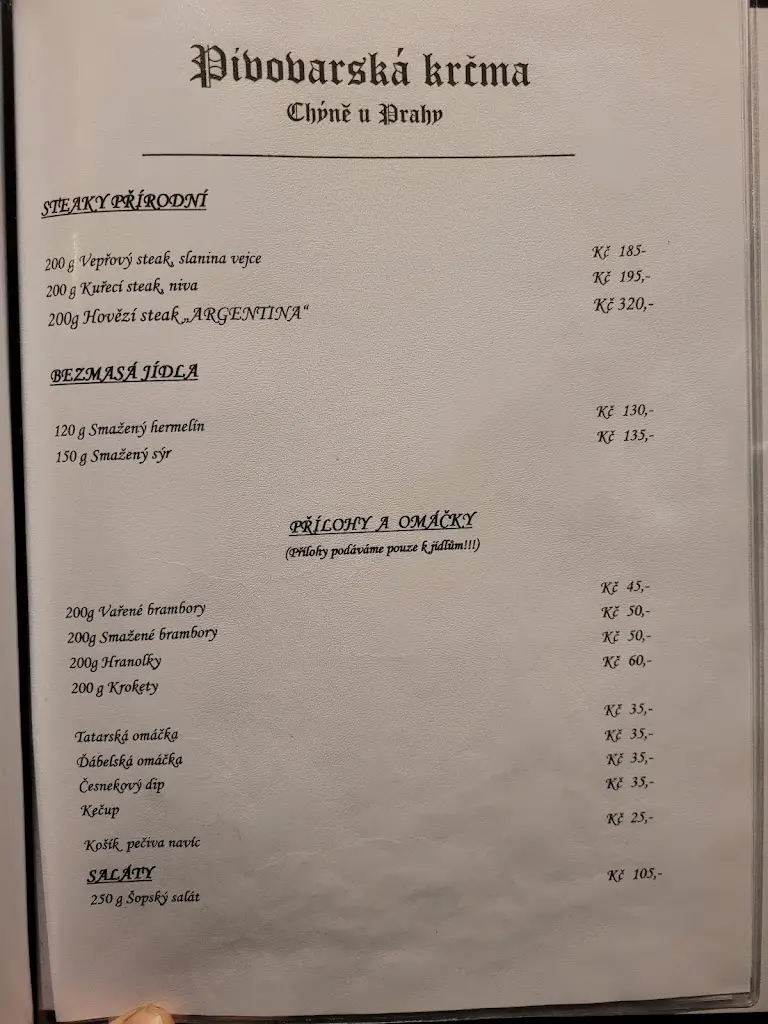 Pivovarská krčma
Chýně u Prahy
STEAKY PŘÍRODNÍ
200 g Vepřový steak, slanina vejce Kč 185-
200 g Kuřecí steak, niva Kč 195,-
200g Hovězí steak „ARGENTINA“ Kč 320,-
BEZMASÁ JÍDLA
120 g Smažený hermelín Kč 130,-
150 g Smažený sýr Kč 135,-
PŘÍLOHY A OMÁČKY
(Přílohy podáváme pouze k jídlům!!!)
200g Vařené brambory Kč 45,-
200g Smažené brambory Kč 50,-
200g Hranolky Kč 50,-
200 g Krokety Kč 60,-
Tatarská omáčka Kč 35,-
Ďábelská omáčka Kč 35,-
Česnekový dip Kč 35,-
Kečup Kč 35,-
Košík pečiva navíc Kč 25,-
SALÁTY
250 g Šopský salát Kč 105,-